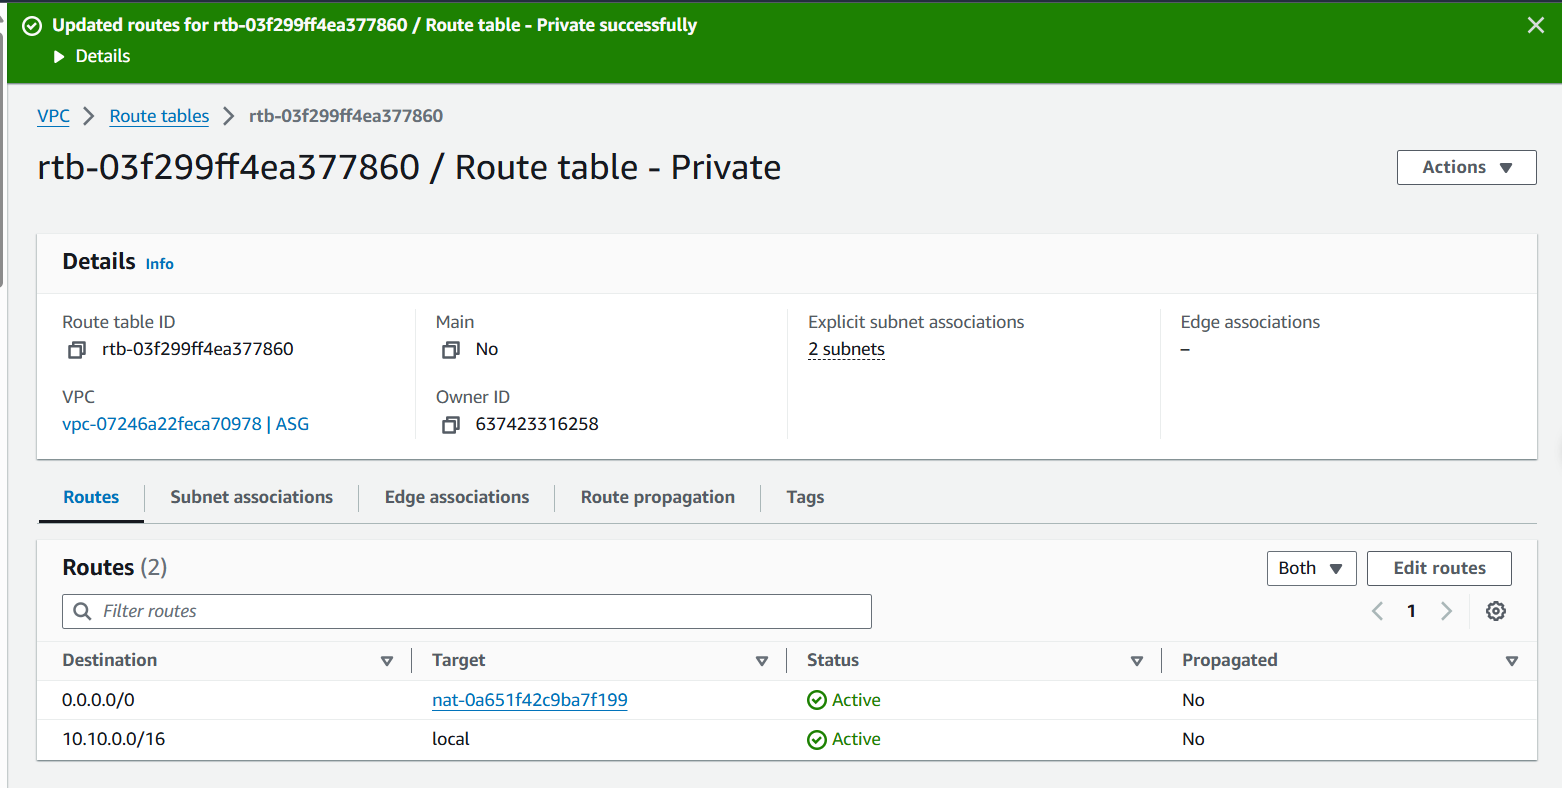 Updated routes for rtb-03f299ff4ea377860 / Route table - Private successfully
Details
VPC
Route tables
rtb-03f299ff4ea377860
rtb-03f299ff4ea377860 / Route table - Private
Actions
Details Info
Route table ID
rtb-03f299ff4ea377860
Main
No
Explicit subnet associations
2 subnets
Edge associations
–
VPC
vpc-07246a22feca70978 | ASG
Owner ID
637423316258
Routes
Subnet associations
Edge associations
Route propagation
Tags
Routes (2)
Both
Edit routes
Filter routes
1
Destination Target Status Propagated
0.0.0.0/0 nat-0a651f42c9ba7f199 Active No
10.10.0.0/16 local Active No